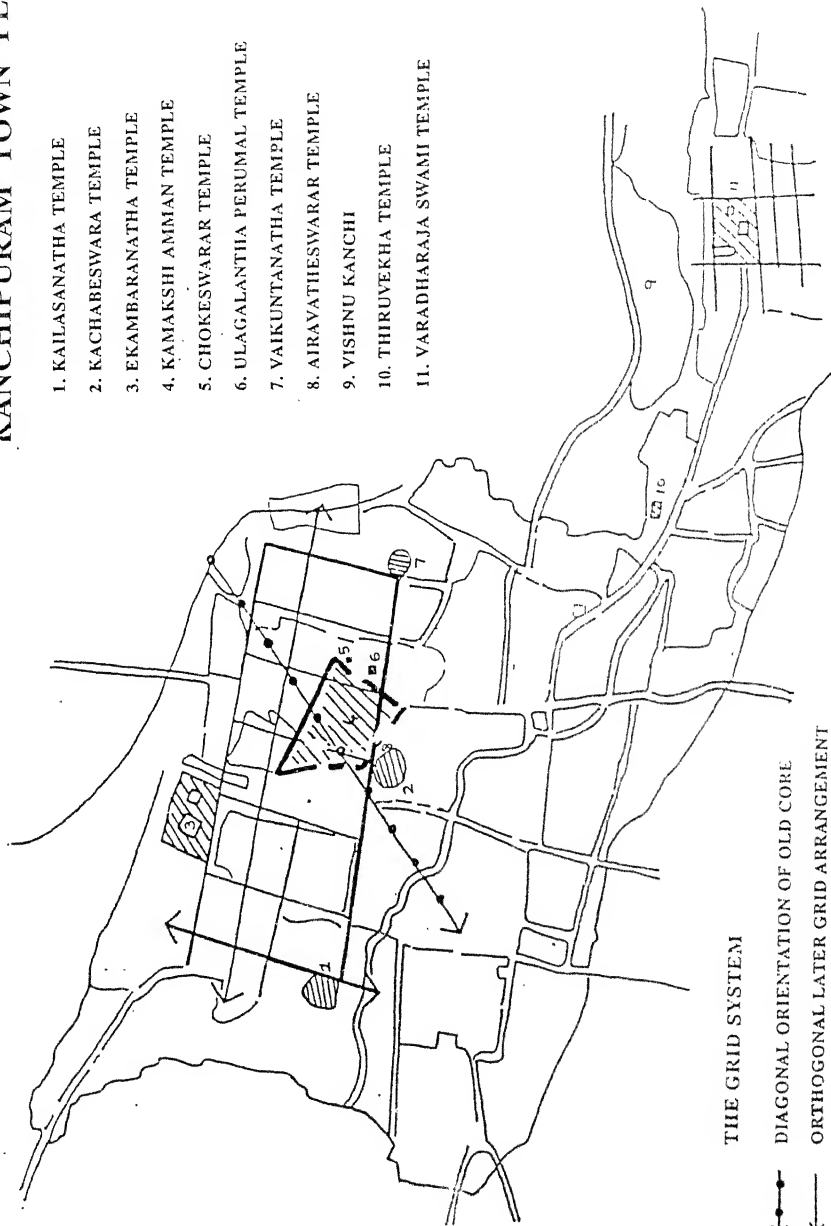 KANCHIPURAM TOWN
1. KAILASANATHA TEMPLE
2. KACHABESWARA TEMPLE
3. EKAMBARANATHA TEMPLE
4. KAMAKSHI AMMAN TEMPLE
5. CHOKESWARAR TEMPLE
6. ULAGALANTHA PERUMAL TEMPLE
7. VAIKUNTANATHA TEMPLE
8. AIRAVATHESWARAR TEMPLE
9. VISHNU KANCHI
10. THIRUVEKHA TEMPLE
11. VARADHARAJA SWAMI TEMPLE
3
5
6
7
8
2
1
9
10
11
THE GRID SYSTEM
DIAGONAL ORIENTATION OF OLD CORE
ORTHOGONAL LATER GRID ARRANGEMENT